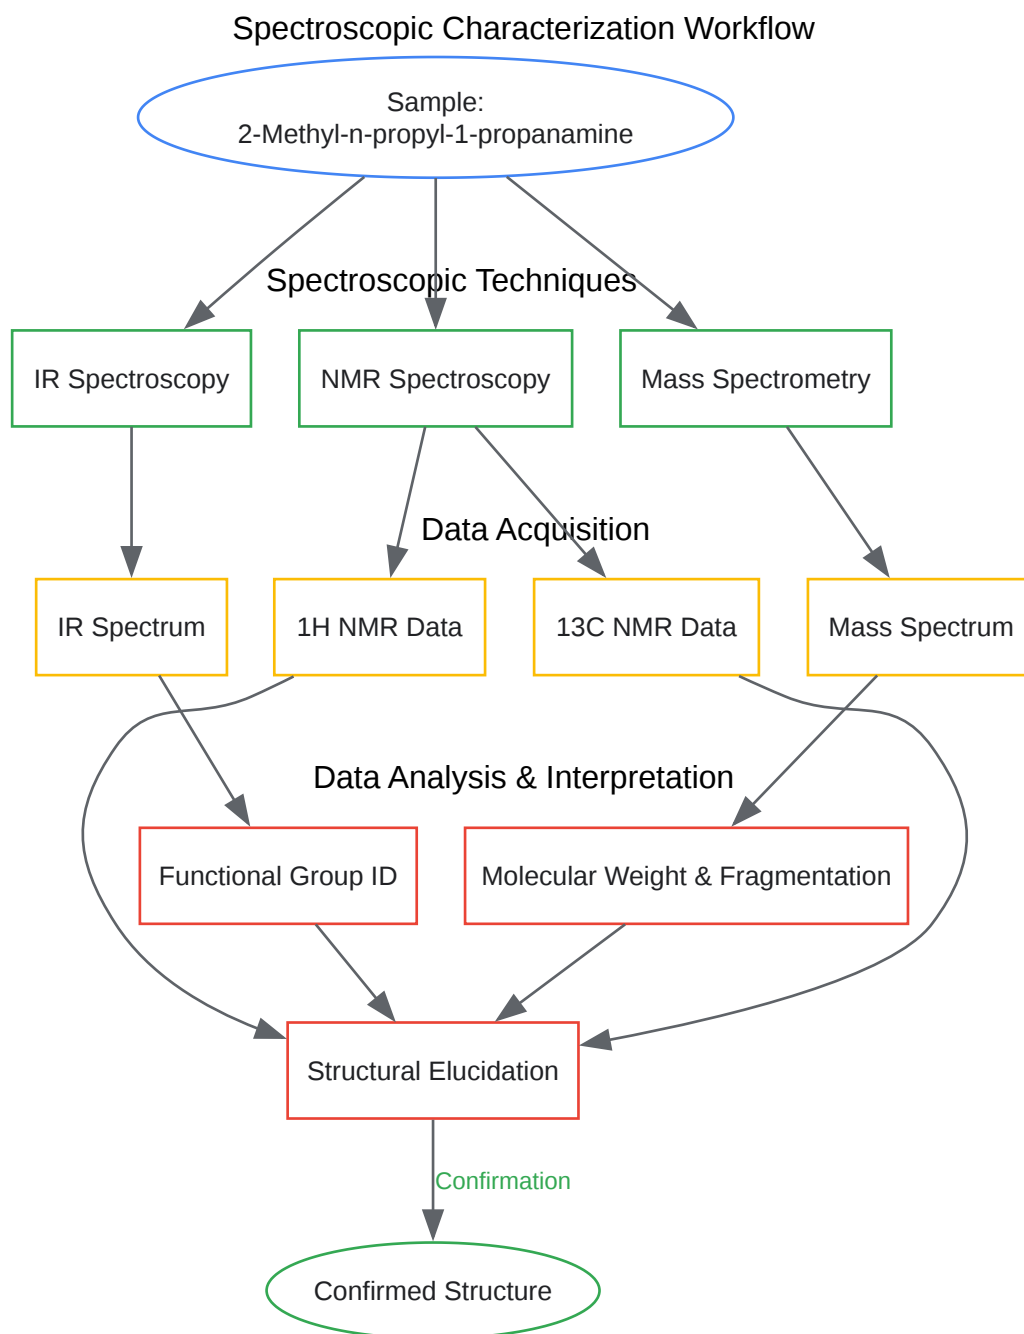 Spectroscopic Characterization Workflow
Sample:
2-Methyl-n-propyl-1-propanamine
Spectroscopic Techniques
IR Spectroscopy
NMR Spectroscopy
Mass Spectrometry
Data Acquisition
IR Spectrum
1H NMR Data
13C NMR Data
Mass Spectrum
Data Analysis & Interpretation
Functional Group ID
Molecular Weight & Fragmentation
Structural Elucidation
Confirmation
Confirmed Structure